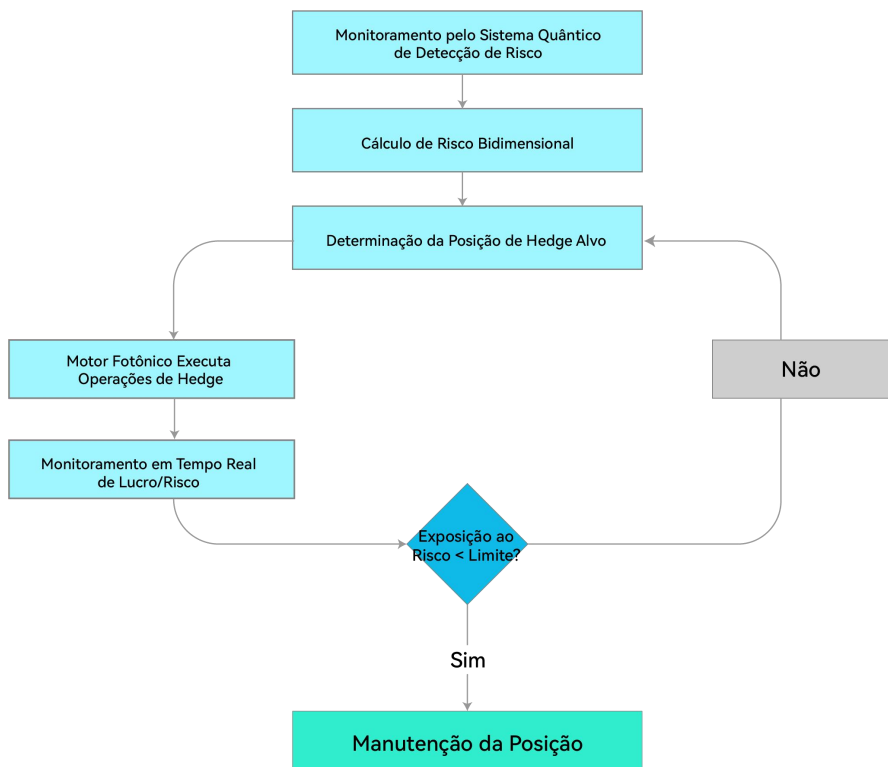 Monitoramento pelo Sistema Quântico
de Detecção de Risco
Cálculo de Risco Bidimensional
Determinação da Posição de Hedge Alvo
Motor Fotônico Executa
Operações de Hedge
Não
Monitoramento em Tempo Real
de Lucro/Risco
Exposição ao
Risco < Limite?
Sim
Manutenção da Posição